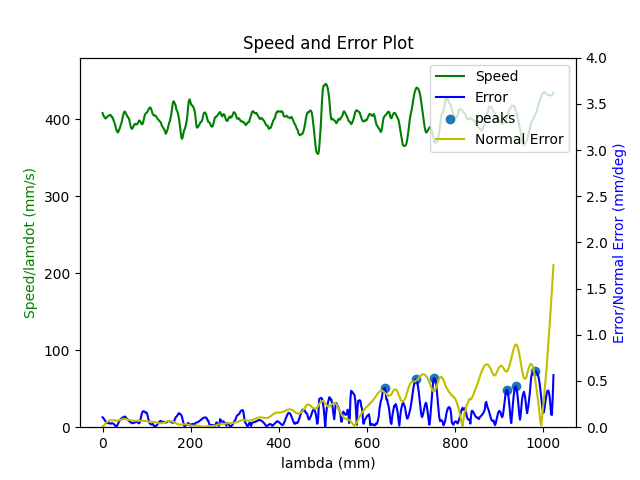 Speed and Error Plot
Speed/lamdot (mm/s)
400
300
200
100
0
Speed
Error
peaks
Normal Error
4.0
3.5
3.0
2.5
2.0
1.5
1.0
0.5
0.0
Error/Normal Error (mm/deg)
0 200 400 600 800 1000
lambda (mm)